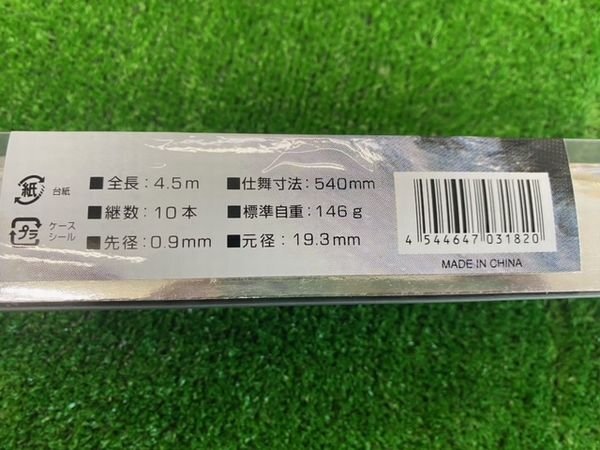 紙 台紙
プラ ケース
シール
■全長：4.5m ■仕舞寸法：540mm
■継数：10本 ■標準自重：146g
■先径：0.9mm ■元径：19.3mm
4 544647 031820
MADE IN CHINA